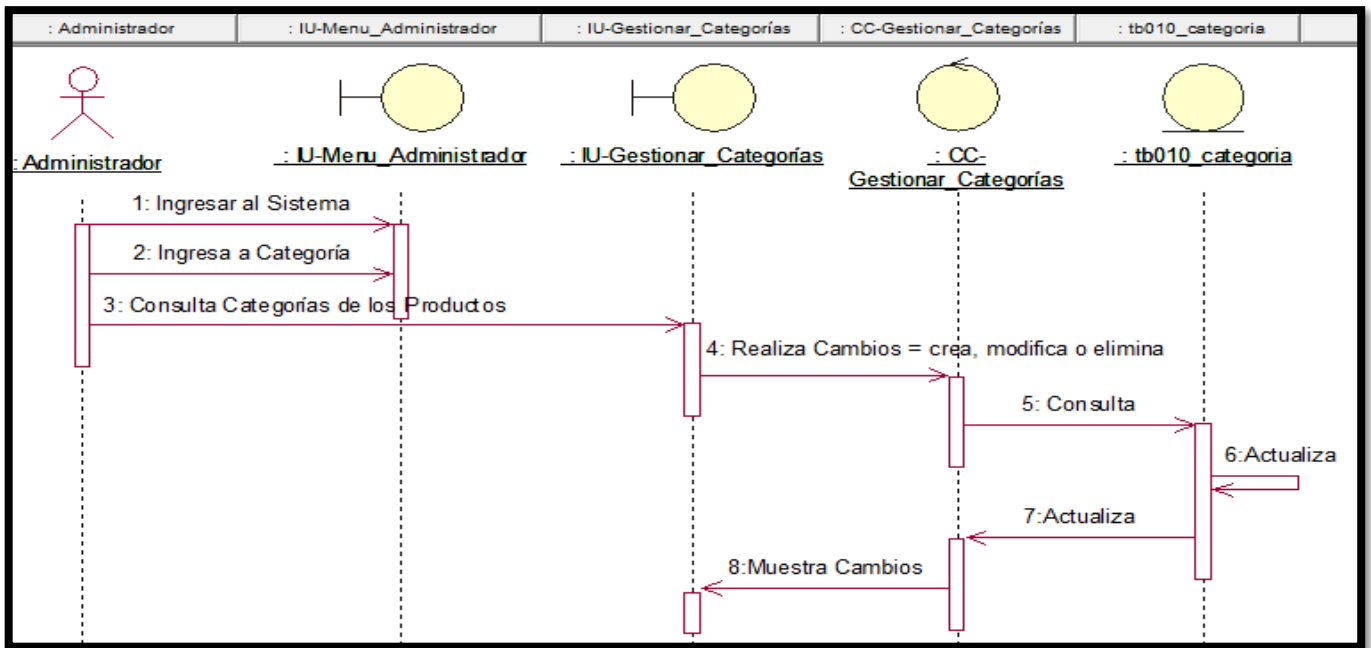 : Administrador
: IU-Menu_Administrador
: IU-Gestionar_Categorías
: CC-Gestionar_Categorías
: tb010_categoria
: Administrador
: IU-Menu_Administrador
: IU-Gestionar_Categorías
: CC-
Gestionar_Categorías
: tb010_categoria
1: Ingresar al Sistema
2: Ingresa a Categoría
3: Consulta Categorías de los Productos
4: Realiza Cambios = crea, modifica o elimina
5: Consulta
6:Actualiza
7:Actualiza
8:Muestra Cambios